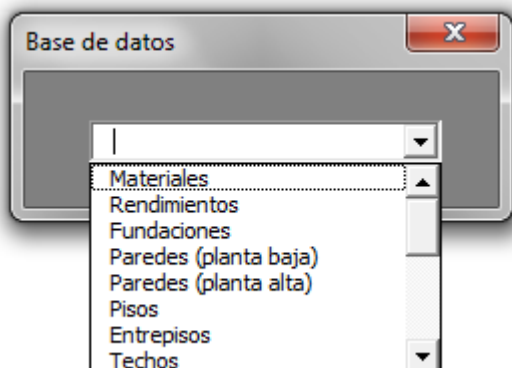 Base de datos
Materiales
Rendimientos
Fundaciones
Paredes (planta baja)
Paredes (planta alta)
Pisos
Entrepisos
Techos